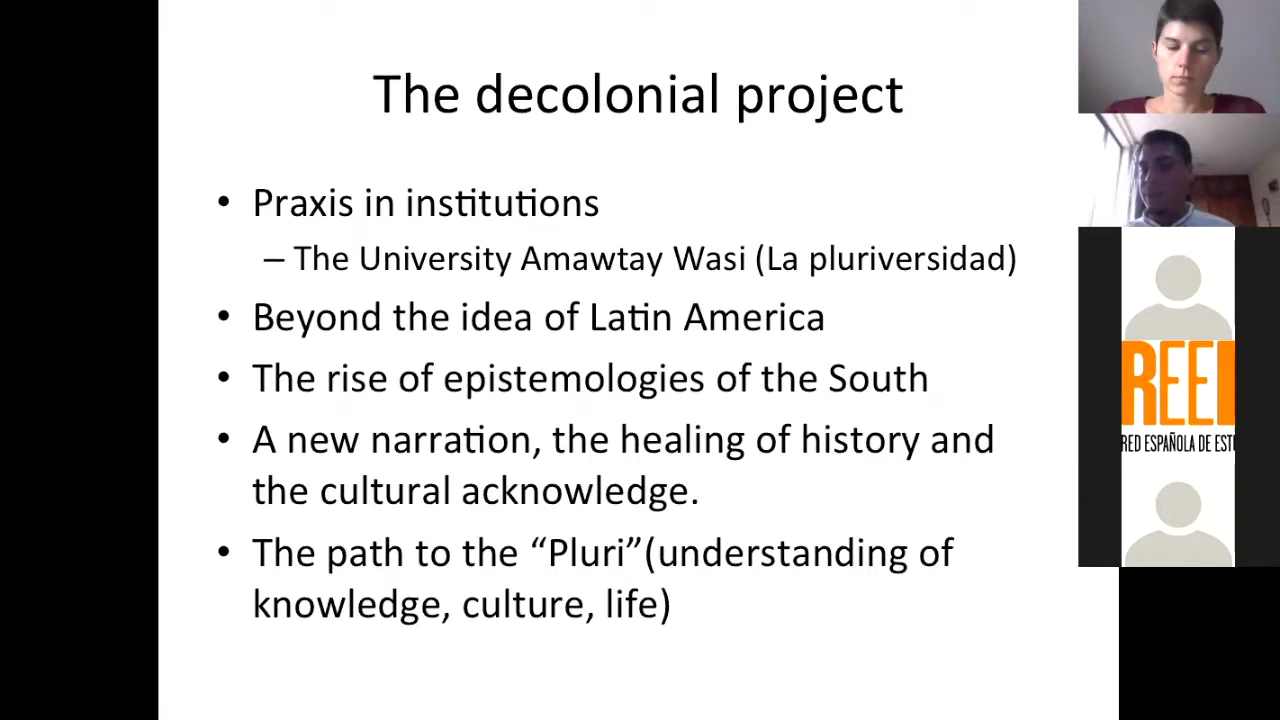 The decolonial project
• Praxis in institutions
– The University Amawtay Wasi (La pluriversidad)
• Beyond the idea of Latin America
• The rise of epistemologies of the South
• A new narration, the healing of history and
the cultural acknowledge.
• The path to the “Pluri”(understanding of
knowledge, culture, life)
RED ESPAÑOLA DE